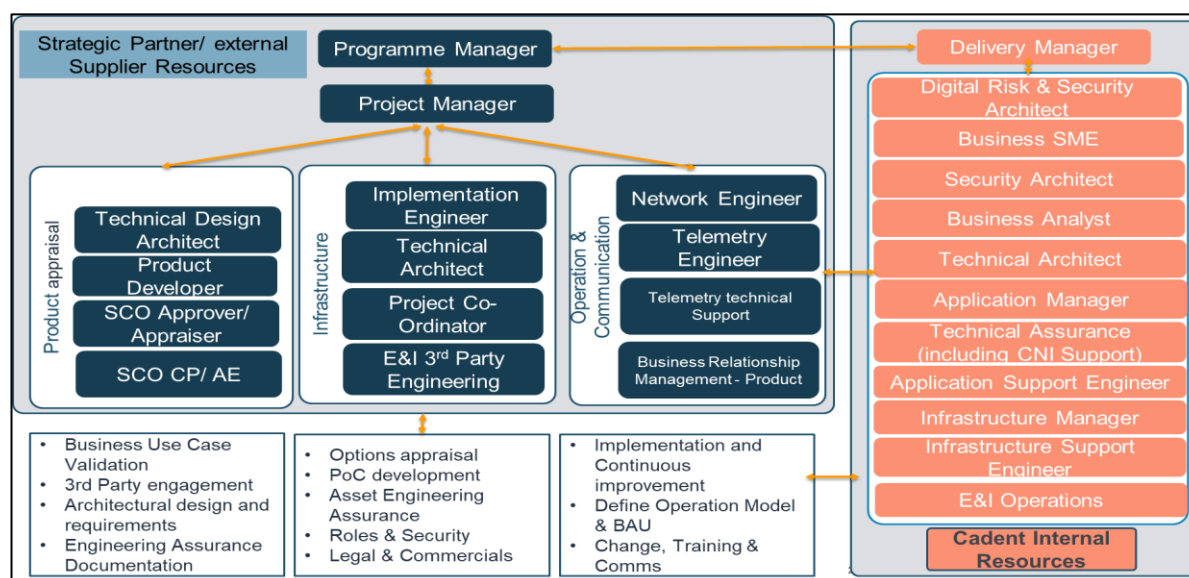 Strategic Partner/ external
Supplier Resources
Programme Manager
Project Manager
Product appraisal
Technical Design
Architect
Product
Developer
SCO Approver/
Appraiser
SCO CP/ AE
Infrastructure
Implementation
Engineer
Technical
Architect
Project Co-
Ordinator
E&I 3rd Party
Engineering
Operation &
Communication
Network Engineer
Telemetry
Engineer
Telemetry technical
Support
Business Relationship
Management - Product
• Business Use Case
Validation
• 3rd Party engagement
• Architectural design and
requirements
• Engineering Assurance
Documentation
• Options appraisal
• PoC development
• Asset Engineering
Assurance
• Roles & Security
• Legal & Commercials
• Implementation and
Continuous
improvement
• Define Operation Model
& BAU
• Change, Training &
Comms
Delivery Manager
Digital Risk & Security
Architect
Business SME
Security Architect
Business Analyst
Technical Architect
Application Manager
Technical Assurance
(including CNI Support)
Application Support Engineer
Infrastructure Manager
Infrastructure Support
Engineer
E&I Operations
Cadent Internal
Resources